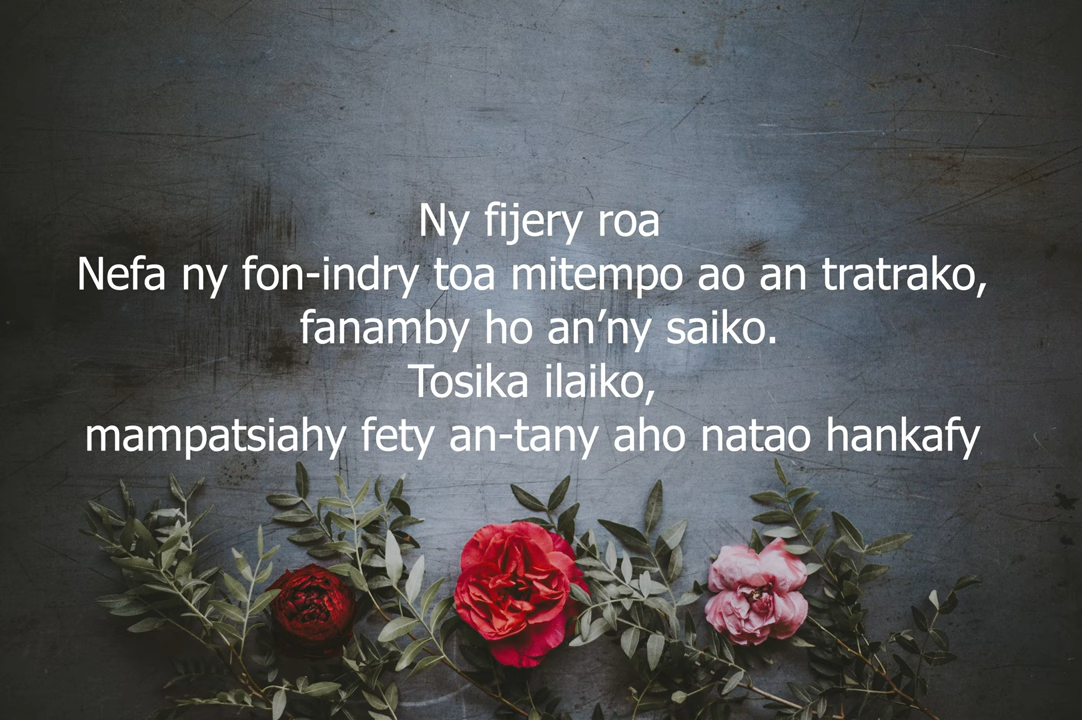 Ny fijery roa
Nefa ny fon-indry toa mitempo ao an tratrako,
fanamby ho an’ny saiko.
Tosika ilaiko,
mampatsiahy fety an-tany aho natao hankafy